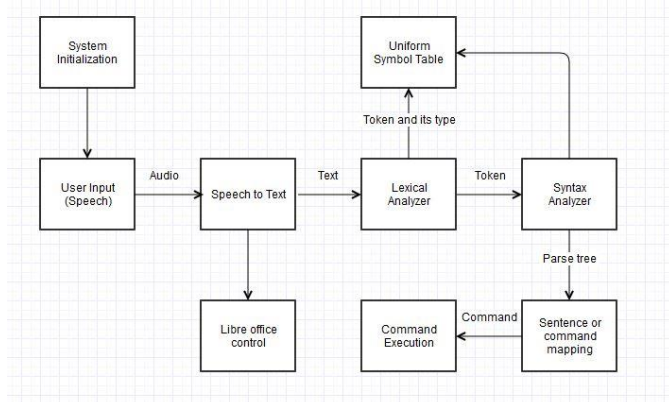 System
Initialization
Uniform
Symbol Table
Token and its type
User Input
(Speech)
Audio
Speech to Text
Text
Lexical
Analyzer
Token
Syntax
Analyzer
Parse tree
Libre office
control
Command
Execution
Command
Sentence or
command
mapping